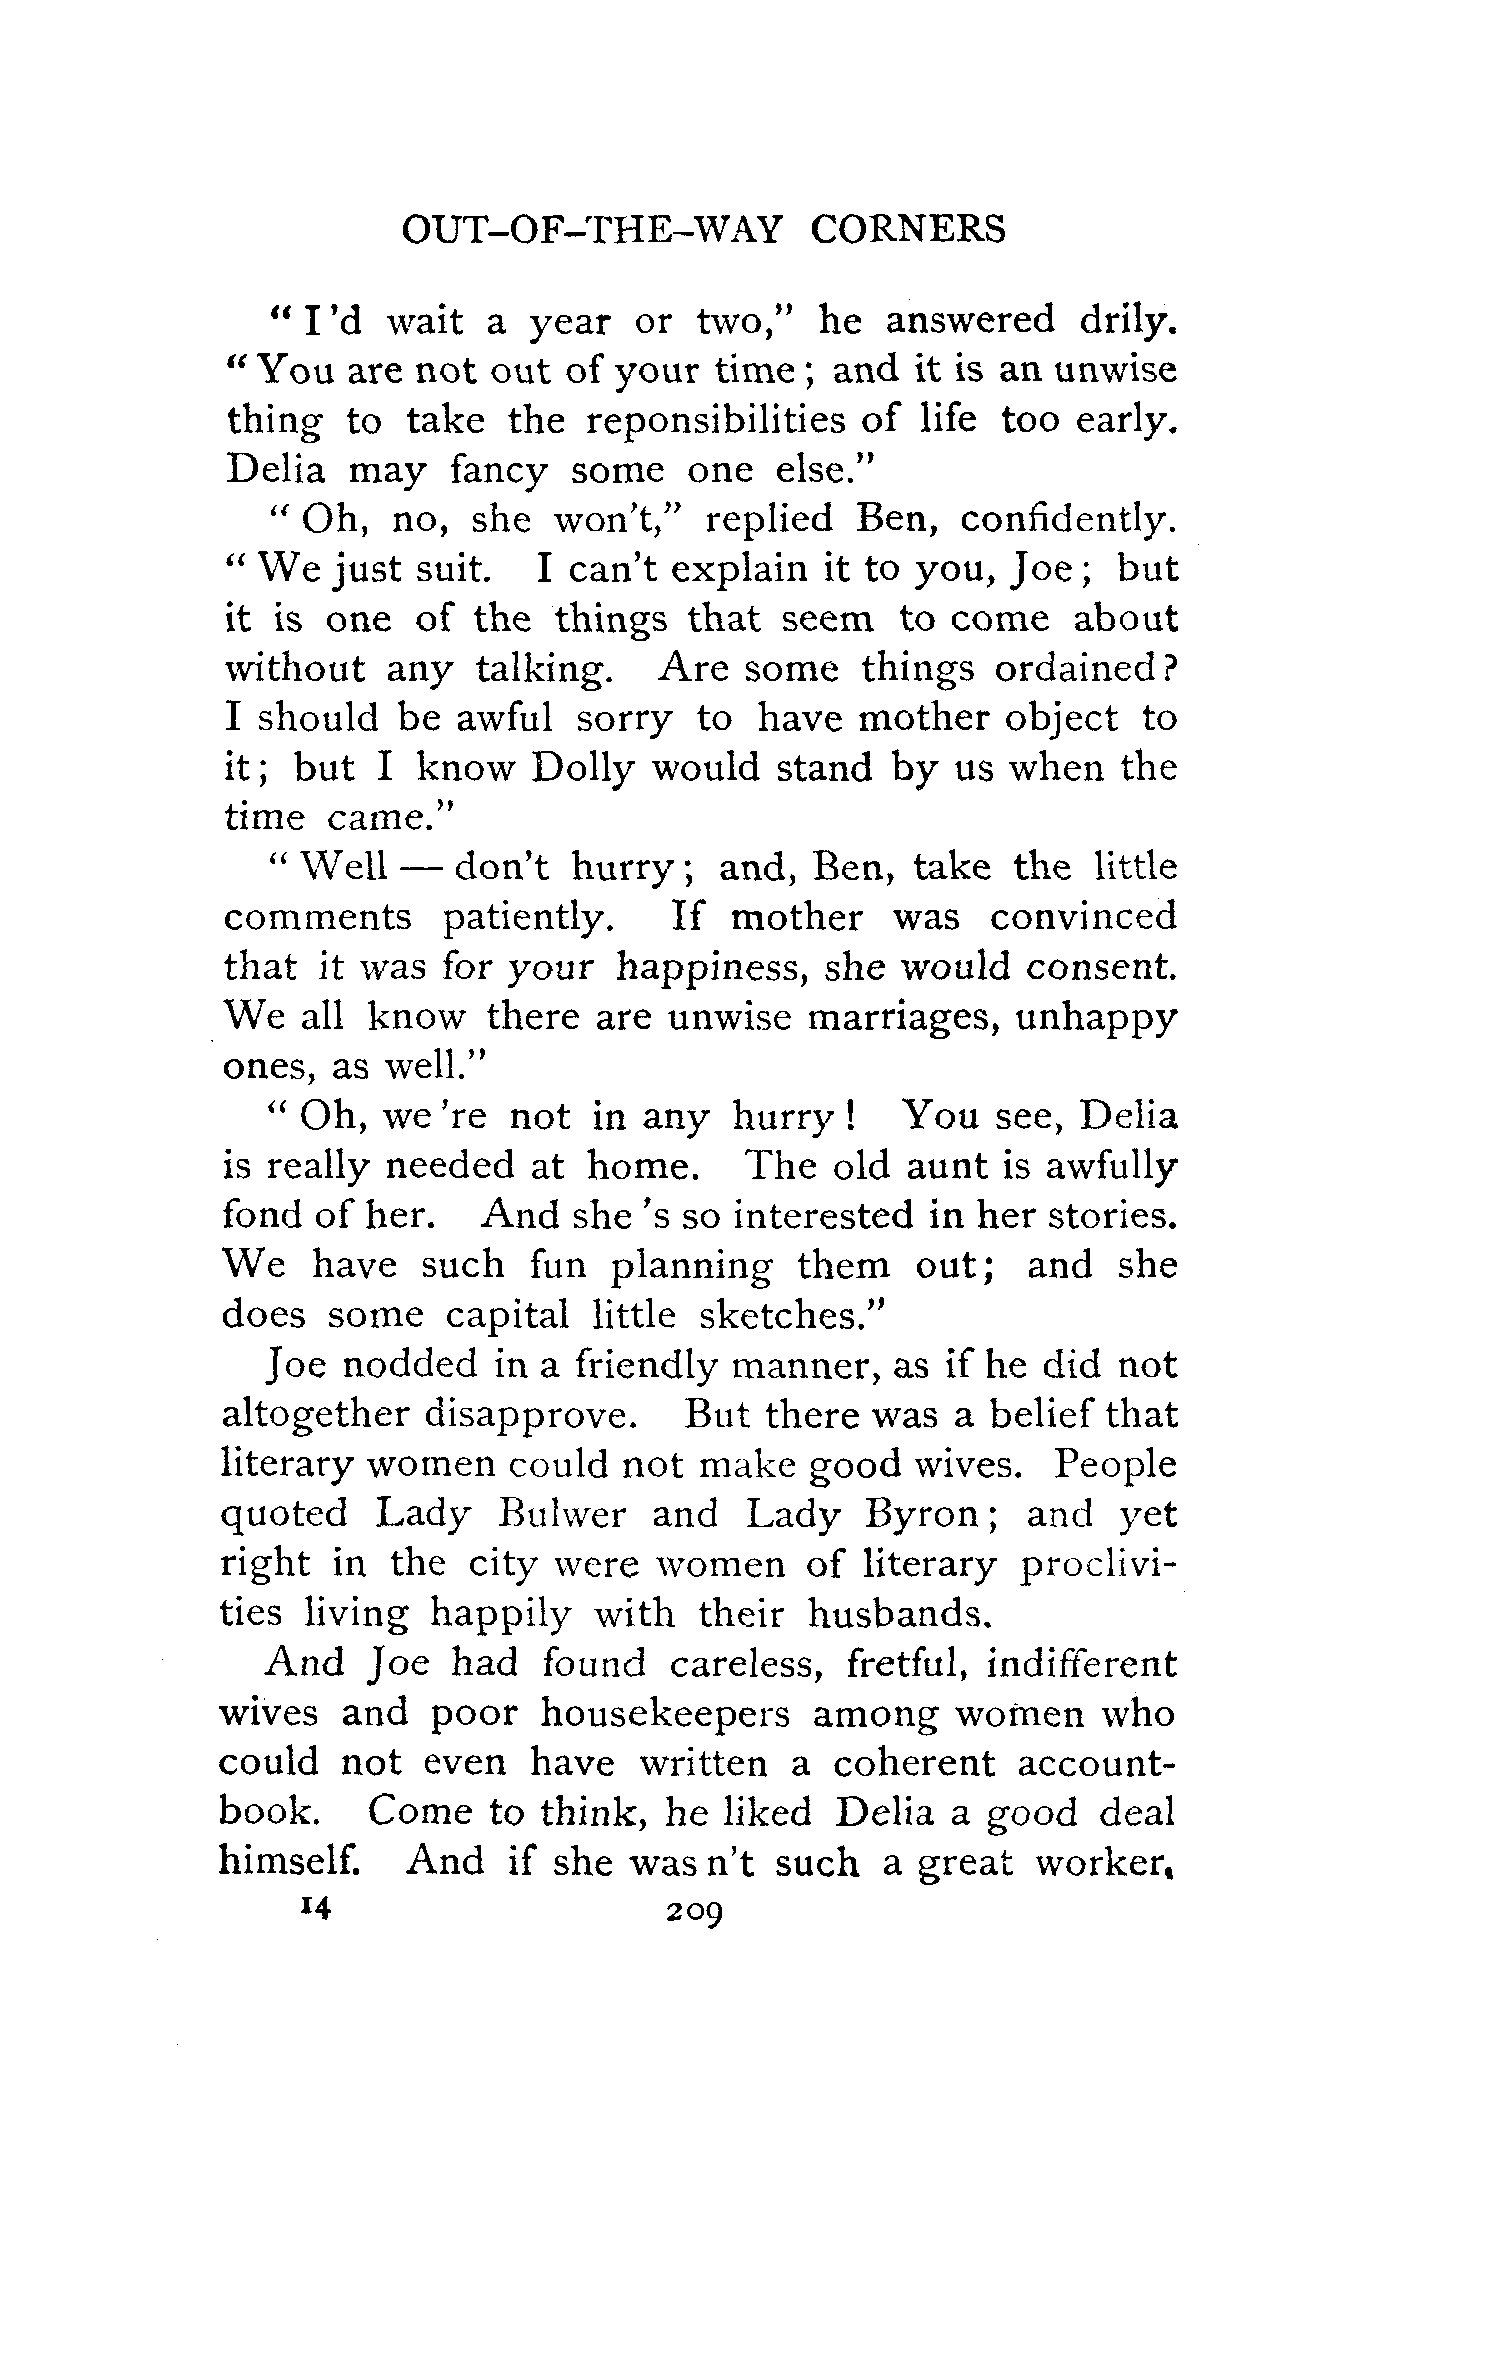 OUT-OF-THE-WAY CORNERS
"I'd wait a year or two," he answered drily.
"You are not out of your time; and it is an unwise
thing to take the reponsibilities of life too early.
Delia may fancy some one else."
"Oh, no, she won't," replied Ben, confidently.
"We just suit. I can't explain it to you, Joe; but
it is one of the things that seem to come about
without any talking. Are some things ordained?
I should be awful sorry to have mother object to
it; but I know Dolly would stand by us when the
time came."
"Well — don't hurry; and, Ben, take the little
comments patiently. If mother was convinced
that it was for your happiness, she would consent.
We all know there are unwise marriages, unhappy
ones, as well."
"Oh, we 're not in any hurry! You see, Delia
is really needed at home. The old aunt is awfully
fond of her. And she 's so interested in her stories.
We have such fun planning them out; and she
does some capital little sketches."
Joe nodded in a friendly manner, as if he did not
altogether disapprove. But there was a belief that
literary women could not make good wives. People
quoted Lady Bulwer and Lady Byron; and yet
right in the city were women of literary proclivi-
ties living happily with their husbands.
And Joe had found careless, fretful, indifferent
wives and poor housekeepers among women who
could not even have written a coherent account-
book. Come to think, he liked Delia a good deal
himself. And if she was n't such a great worker,
14 209